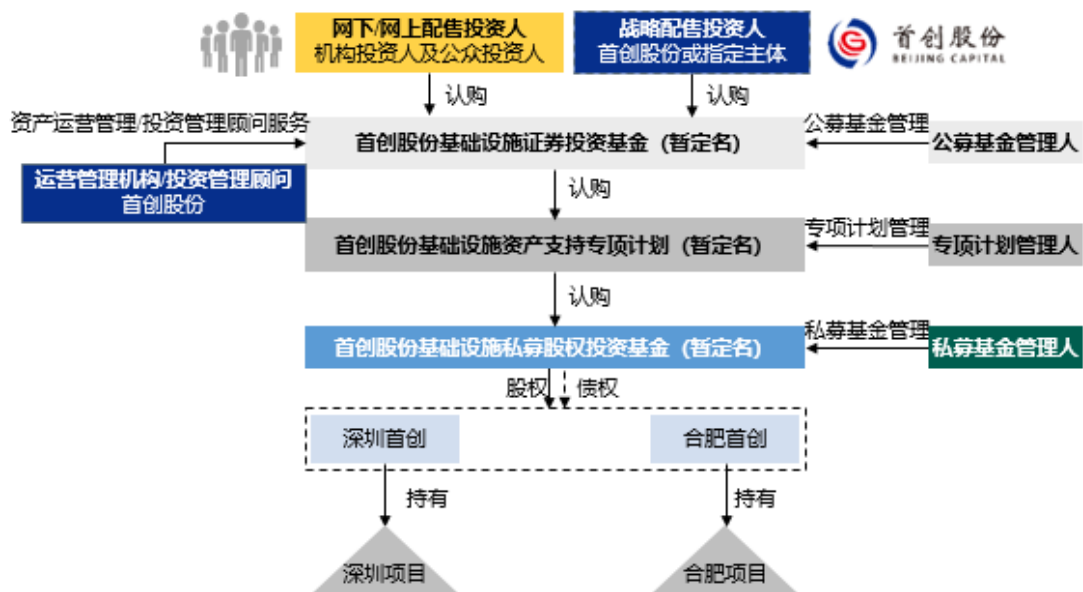 网下/网上配售投资人
机构投资人及公众投资人
战略配售投资人
首创股份或指定主体
首创股份
BEIJING CAPITAL
认购
认购
资产运营管理/投资管理顾问服务
首创股份基础设施证券投资基金（暂定名）
公募基金管理
公募基金管理人
运营管理机构/投资管理顾问
首创股份
认购
首创股份基础设施资产支持专项计划（暂定名）
专项计划管理
专项计划管理人
认购
首创股份基础设施私募股权投资基金（暂定名）
私募基金管理
私募基金管理人
股权
债权
深圳首创
合肥首创
持有
持有
深圳项目
合肥项目